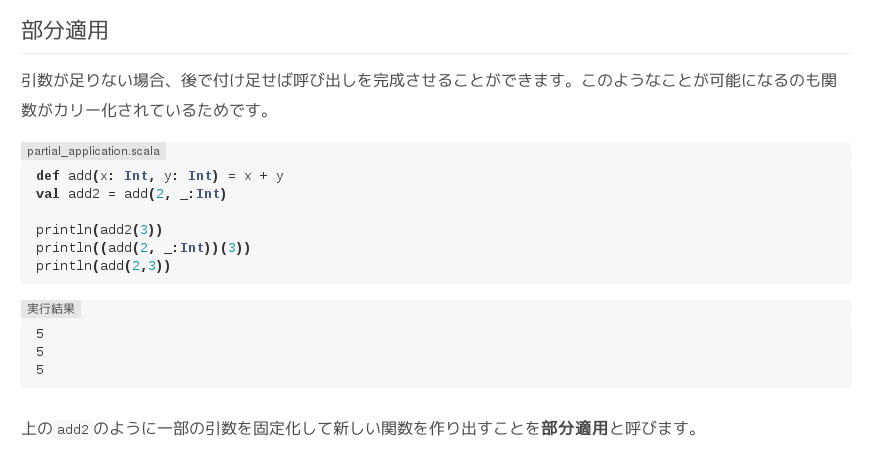 部分適用
引数が足りない場合、後で付け足せば呼び出しを完成させることができます。このようなことが可能になるのも関
数がカリー化されているためです。
partial_application.scala
def add(x: Int, y: Int) = x + y
val add2 = add(2, _:Int)
println(add2(3))
println((add(2, _:Int))(3))
println(add(2,3))
実行結果
5
5
5
上の add2 のように一部の引数を固定化して新しい関数を作り出すことを部分適用と呼びます。